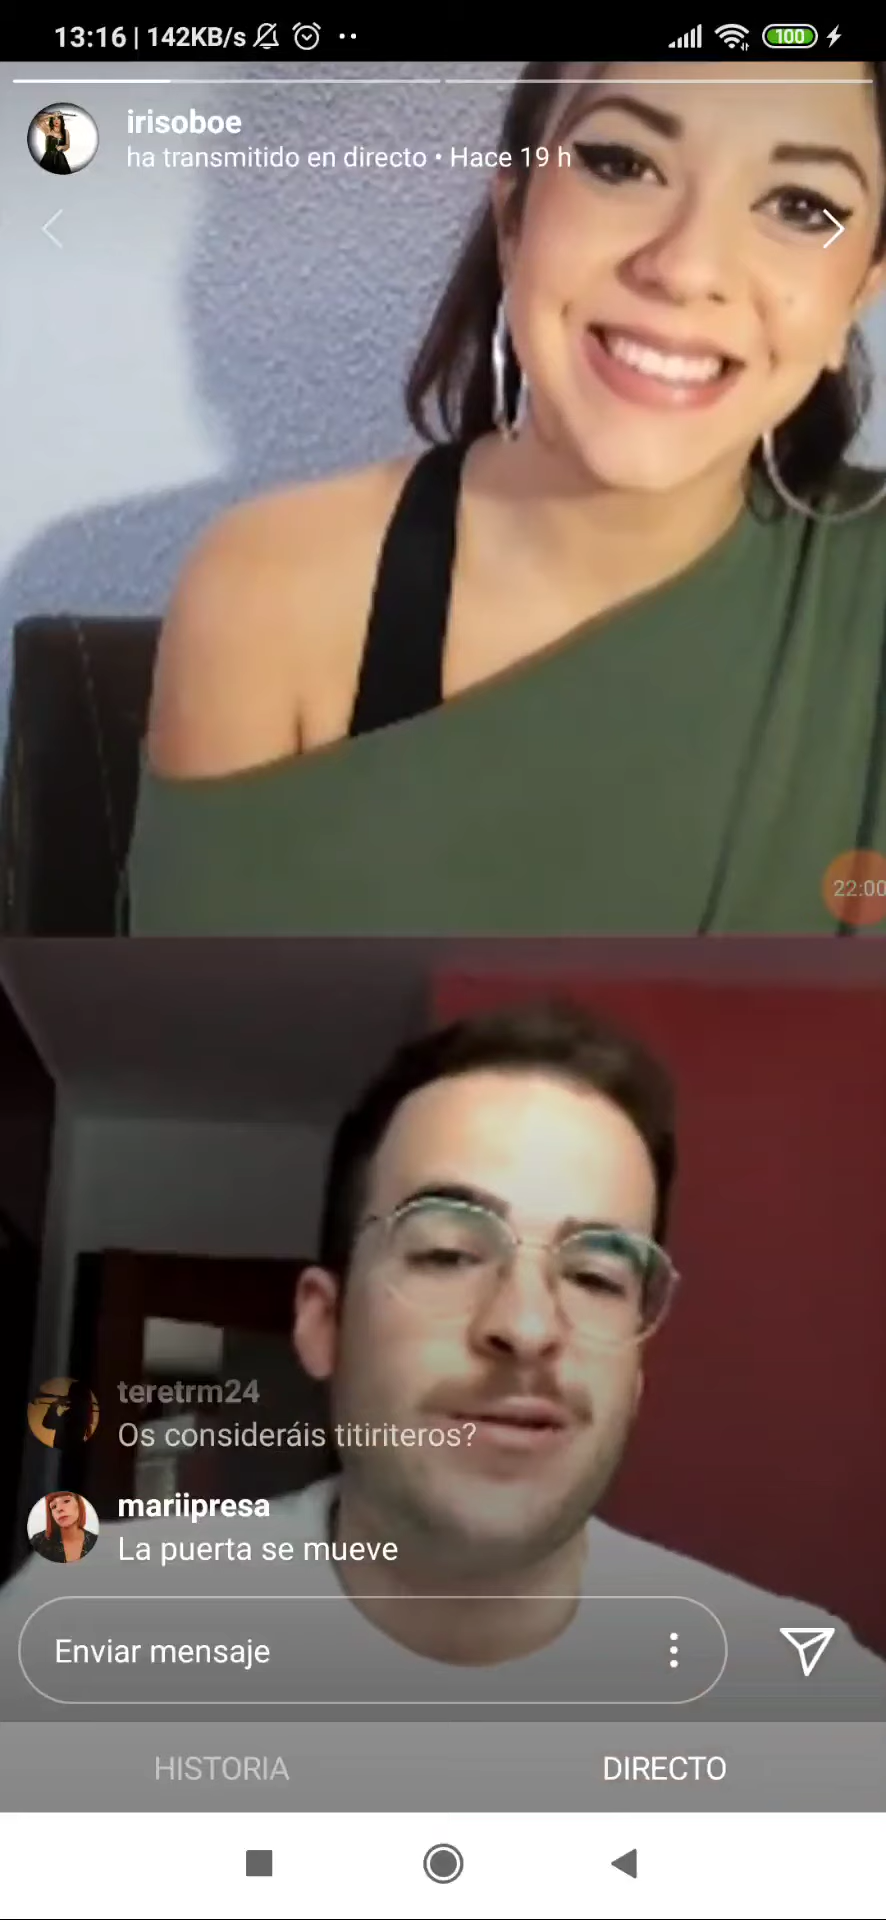 13:16 | 142KB/s
100
irisoboe
ha transmitido en directo • Hace 19 h
22:00
teretrm24
Os consideráis titiriteros?
mariipresa
La puerta se mueve
Enviar mensaje
HISTORIA
DIRECTO